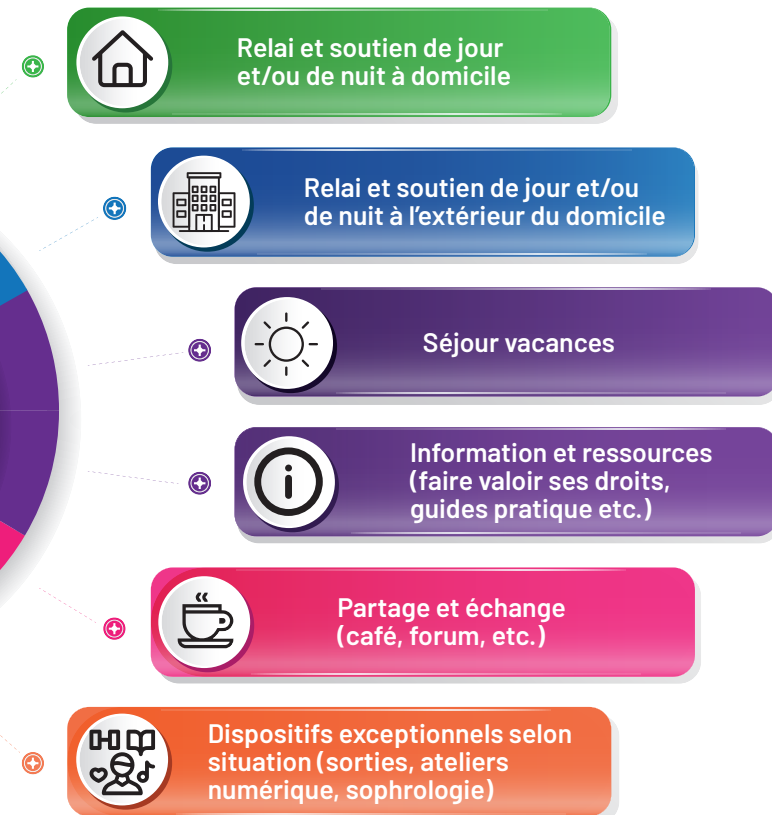 Relai et soutien de jour
et/ou de nuit à domicile
Relai et soutien de jour et/ou
de nuit à l'extérieur du domicile
Séjour vacances
Information et ressources
(faire valoir ses droits,
guides pratique etc.)
Partage et échange
(café, forum, etc.)
Dispositifs exceptionnels selon
situation (sorties, ateliers
numérique, sophrologie)